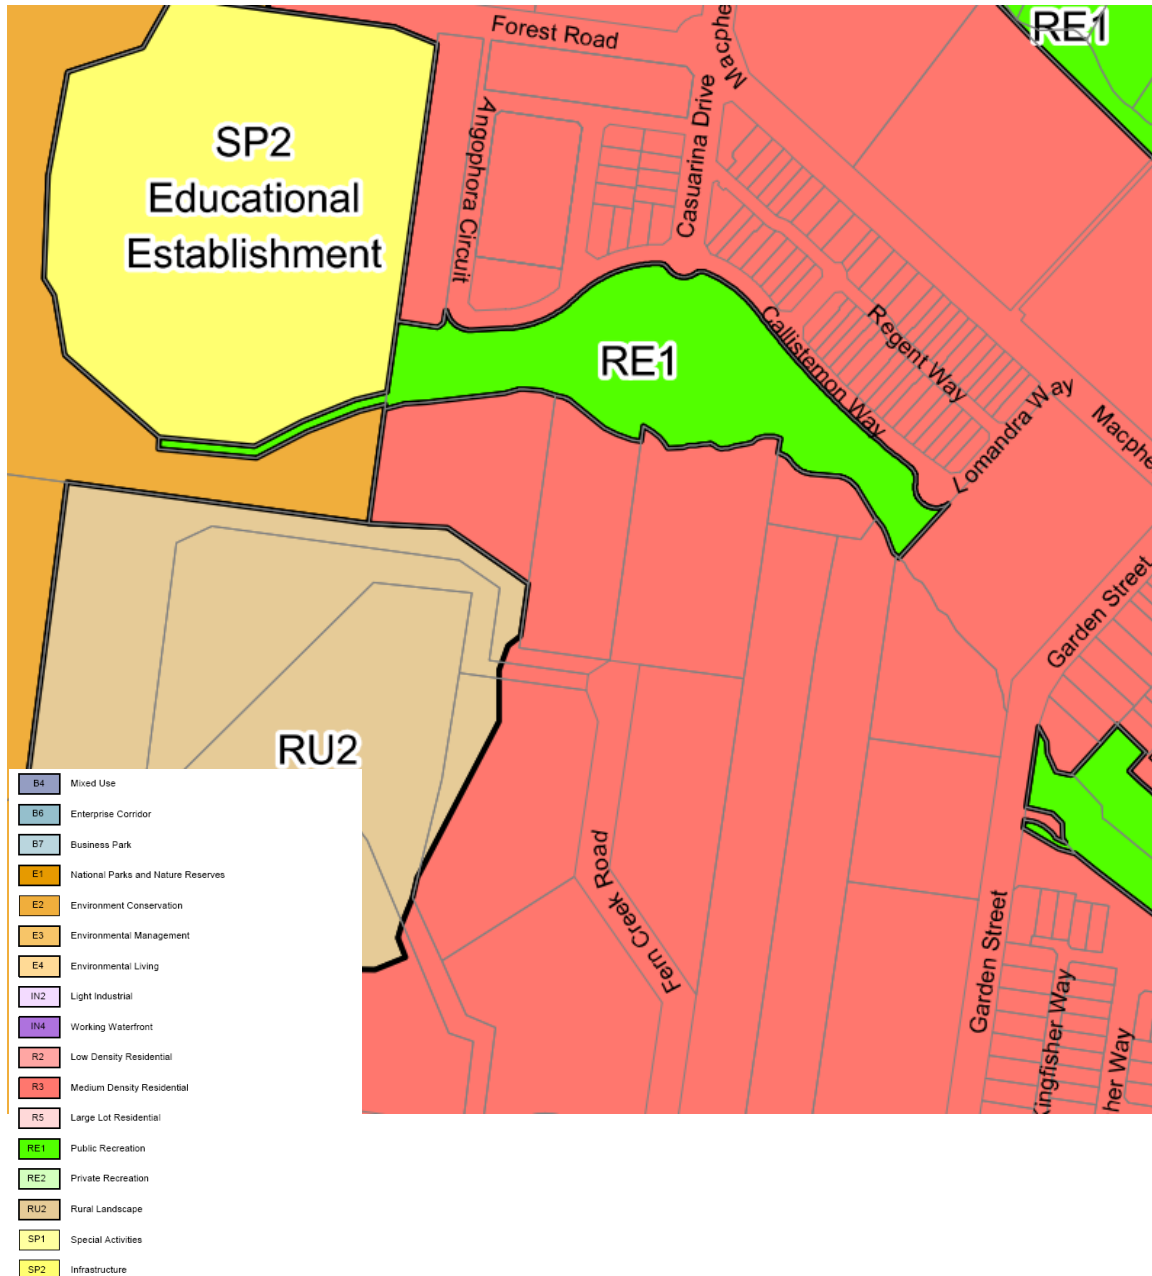 RE1
Forest Road
Macphe
SP2
Educational
Establishment
Angophora Circuit
Casuarina Drive
RE1
Callistemon Way
Regent Way
Lomandra Way
Macphe
Garden Street
RU2
Fern Creek Road
Garden Street
Kingfisher Way
her Way
B4 Mixed Use
B6 Enterprise Corridor
B7 Business Park
E1 National Parks and Nature Reserves
E2 Environment Conservation
E3 Environmental Management
E4 Environmental Living
IN2 Light Industrial
IN4 Working Waterfront
R2 Low Density Residential
R3 Medium Density Residential
R5 Large Lot Residential
RE1 Public Recreation
RE2 Private Recreation
RU2 Rural Landscape
SP1 Special Activities
SP2 Infrastructure